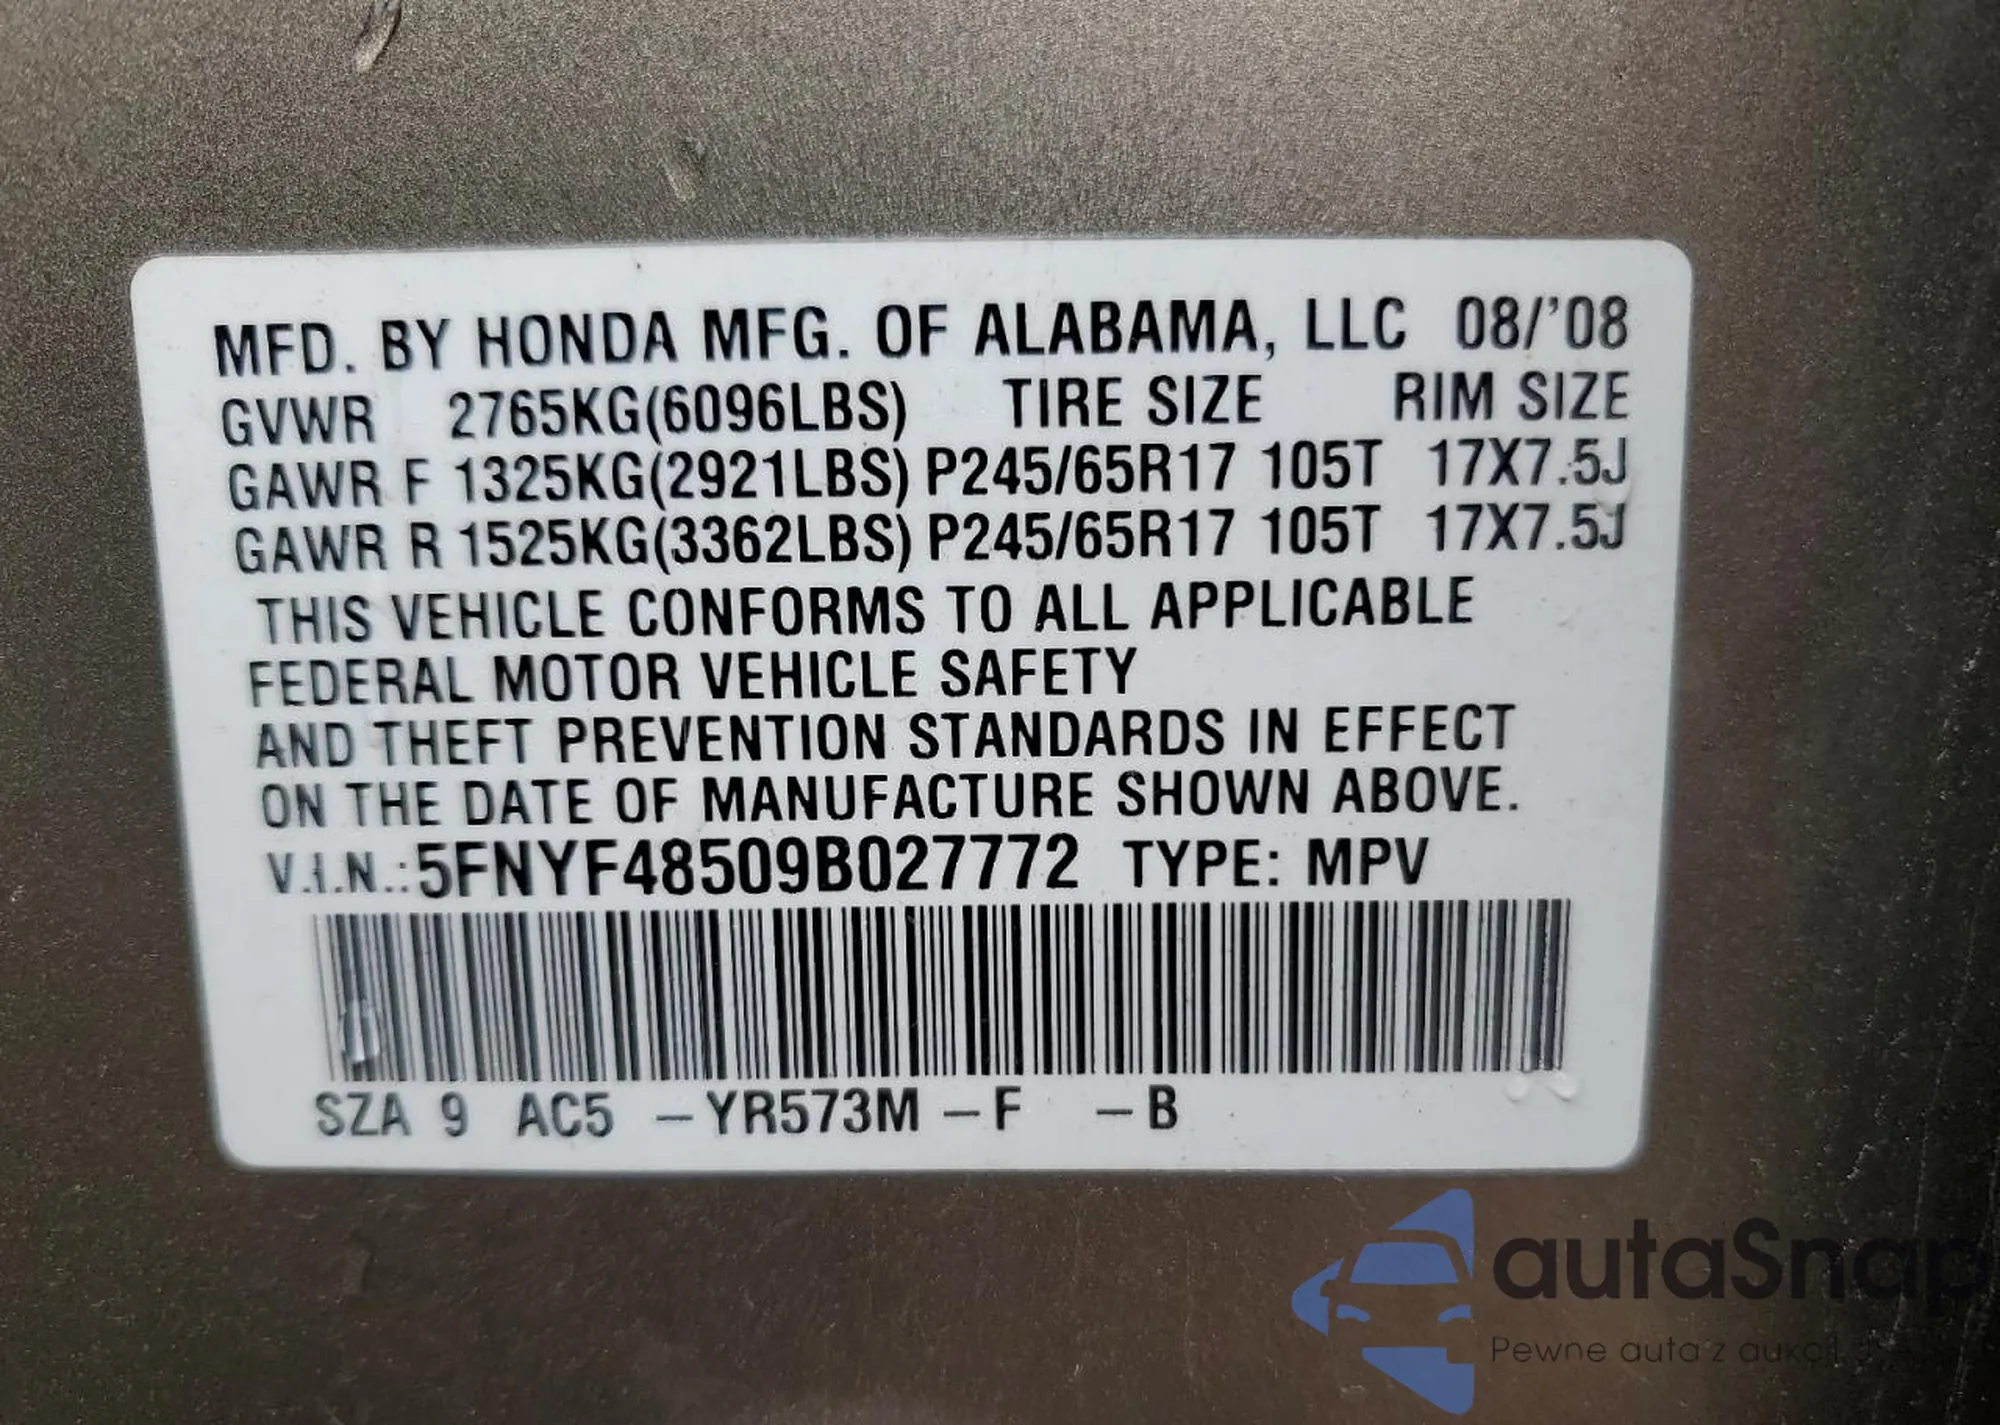 MFD. BY HONDA MFG. OF ALABAMA, LLC 08/'08
GVWR 2765KG(6096LBS) TIRE SIZE RIM SIZE
GAWR F 1325KG(2921LBS) P245/65R17 105T 17X7.5J
GAWR R 1525KG(3362LBS) P245/65R17 105T 17X7.5J
THIS VEHICLE CONFORMS TO ALL APPLICABLE
FEDERAL MOTOR VEHICLE SAFETY
AND THEFT PREVENTION STANDARDS IN EFFECT
ON THE DATE OF MANUFACTURE SHOWN ABOVE.
V.I.N.:5FNYF48509B027772 TYPE: MPV
SZA 9 AC5 –YR573M –F –B
autaSnap
Pewne auta z aukcji